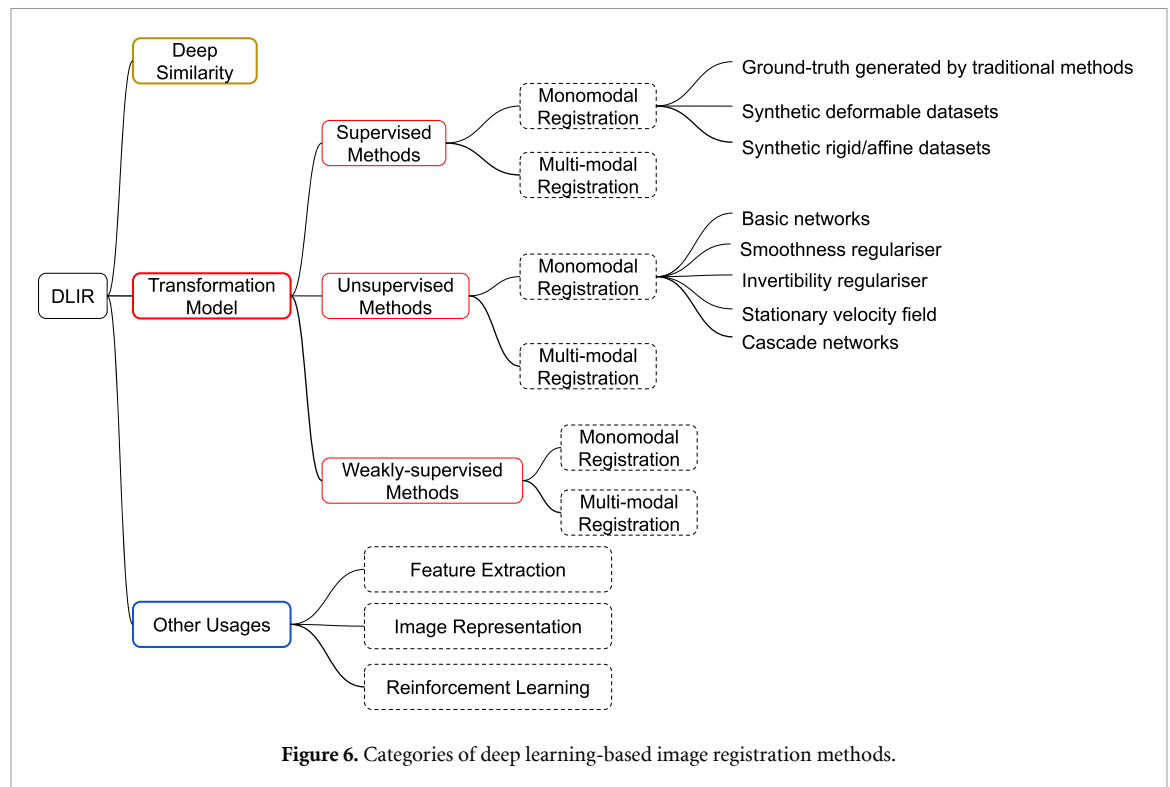 Deep
Similarity
DLIR
Transformation
Model
Supervised
Methods
Monomodal
Registration
Ground-truth generated by traditional methods
Synthetic deformable datasets
Synthetic rigid/affine datasets
Multi-modal
Registration
Unsupervised
Methods
Monomodal
Registration
Basic networks
Smoothness regulariser
Invertibility regulariser
Stationary velocity field
Cascade networks
Multi-modal
Registration
Weakly-supervised
Methods
Monomodal
Registration
Multi-modal
Registration
Other Usages
Feature Extraction
Image Representation
Reinforcement Learning
Figure 6. Categories of deep learning-based image registration methods.